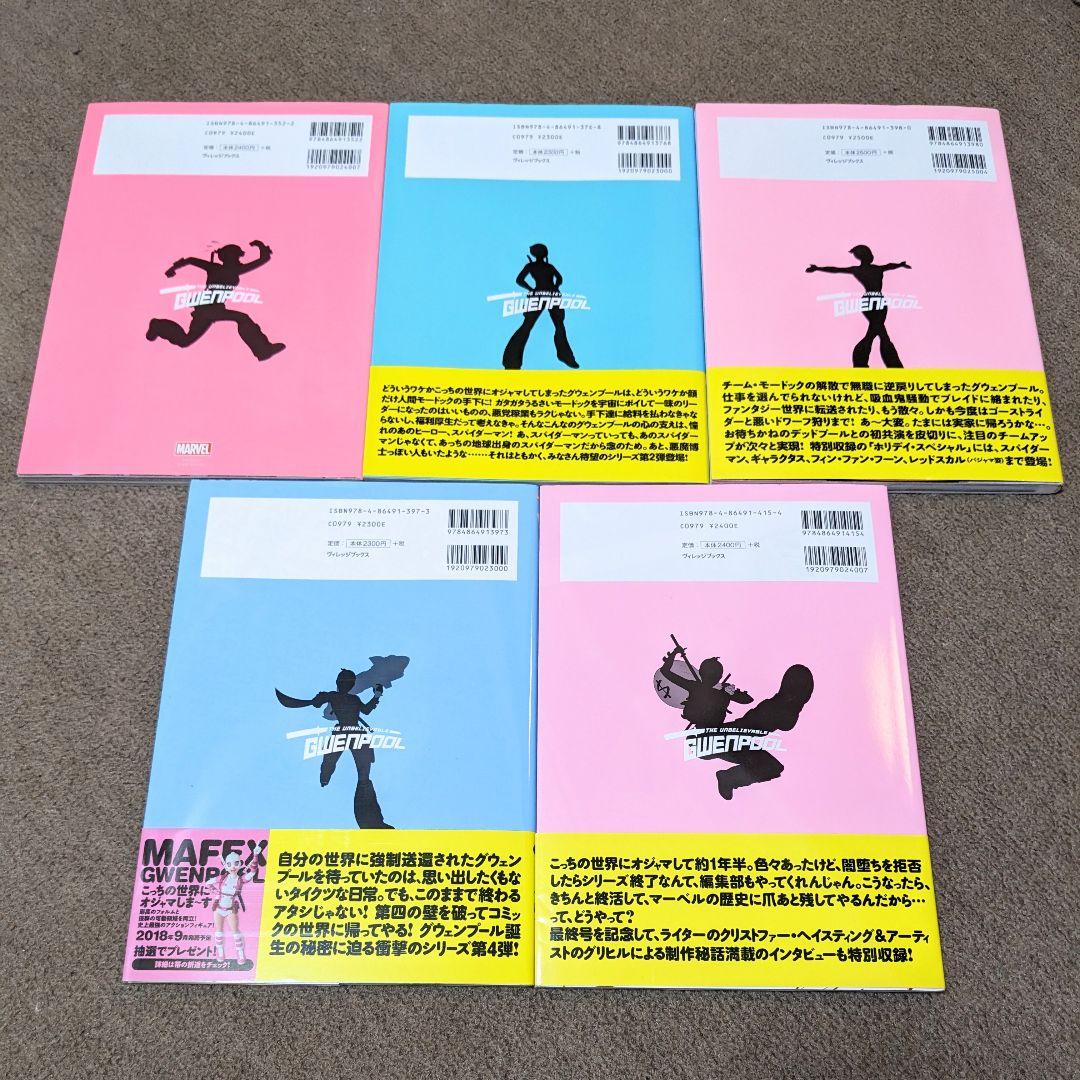 ISBN978-4-86491-352-2
C0979 ¥2400E
定価：本体2400円+税
ヴィレッジブックス
9784864913522
1920979024007
THE UNBELIEVABLE
GWENPOOL
MARVEL
ISBN978-4-86491-376-8
C0979 ¥2300E
定価：本体2300円+税
ヴィレッジブックス
9784864913768
1920979023000
THE UNBELIEVABLE
GWENPOOL
どういうワケかこっちの世界にオジャマしてしまったグウェンプールは、どういうワケか顔
だけ人間モードックの手下に！ガタガタうるさいモードックを宇宙にポイして一味のリー
ダーになったのはいいものの、悪党稼業もラクじゃない。手下達に給料を払わなきゃ
ならないし、福利厚生だって考えなきゃ。そんなこんなのグウェンプールの心の支えは、憧
れのあのヒーロー、スパイダーマン！あ、スパイダーマンっていっても、あのスパイダー
マンじゃなくて、あっちの地球出身のスパイダーマンだから念のため。あと、悪魔博
士っぽい人もいたような……それはともかく、みなさん待望のシリーズ第2弾登場！
ISBN978-4-86491-398-0
C0979 ¥2500E
定価：本体2500円+税
ヴィレッジブックス
9784864913980
1920979025004
THE UNBELIEVABLE
GWENPOOL
チーム・モードックの解散で無職に逆戻りしてしまったグウェンプール。
仕事を選んでられないけれど、吸血鬼騒動でブレイドに絡まれたり、
ファンタジー世界に転送されたり、もう散々。しかも今度はゴーストライ
ダーと悪いドワーフ狩りまで！あ〜大変。たまには実家に帰ろうかな…。
お待ちかねのデッドプールとの初共演を皮切りに、注目のチームアッ
プが次々と実現！特別収録の「ホリデイ・スペシャル」には、スパイダー
マン、ギャラクタス、フィン・ファン・フーン、レッドスカル(パジャマ姿)まで登場！
ISBN978-4-86491-397-3
C0979 ¥2300E
定価：本体2300円+税
ヴィレッジブックス
9784864913973
1920979023000
THE UNBELIEVABLE
GWENPOOL
MAFEX
GWENPOOL
こっちの世界に
オジャマしま〜す
最高のフォルムと
抜群の可動領域を両立！
史上最強のアクションフィギュア！
2018年9月発売予定
抽選でプレゼント！
詳細は帯の折返をチェック！
自分の世界に強制送還されたグウェン
プールを待っていたのは、思い出したくも
ないタイクツな日常。でも、このままで終わる
アタシじゃない！第四の壁を破ってコミッ
クの世界に帰ってやる！グウェンプール誕
生の秘密に迫る衝撃のシリーズ第4弾！
ISBN978-4-86491-415-4
C0979 ¥2400E
定価：本体2400円+税
ヴィレッジブックス
9784864914154
1920979024007
THE UNBELIEVABLE
GWENPOOL
こっちの世界にオジャマして約1年半。色々あったけど、闇堕ちを拒否
したらシリーズ終了なんて、編集部もやってくれんじゃん。こうなったら、
きちんと終活して、マーベルの歴史に爪あと残してやるんだから…
って、どうやって？
最終号を記念して、ライターのクリストファー・ヘイスティング＆アーティ
ストのグリヒルによる制作秘話満載のインタビューも特別収録！